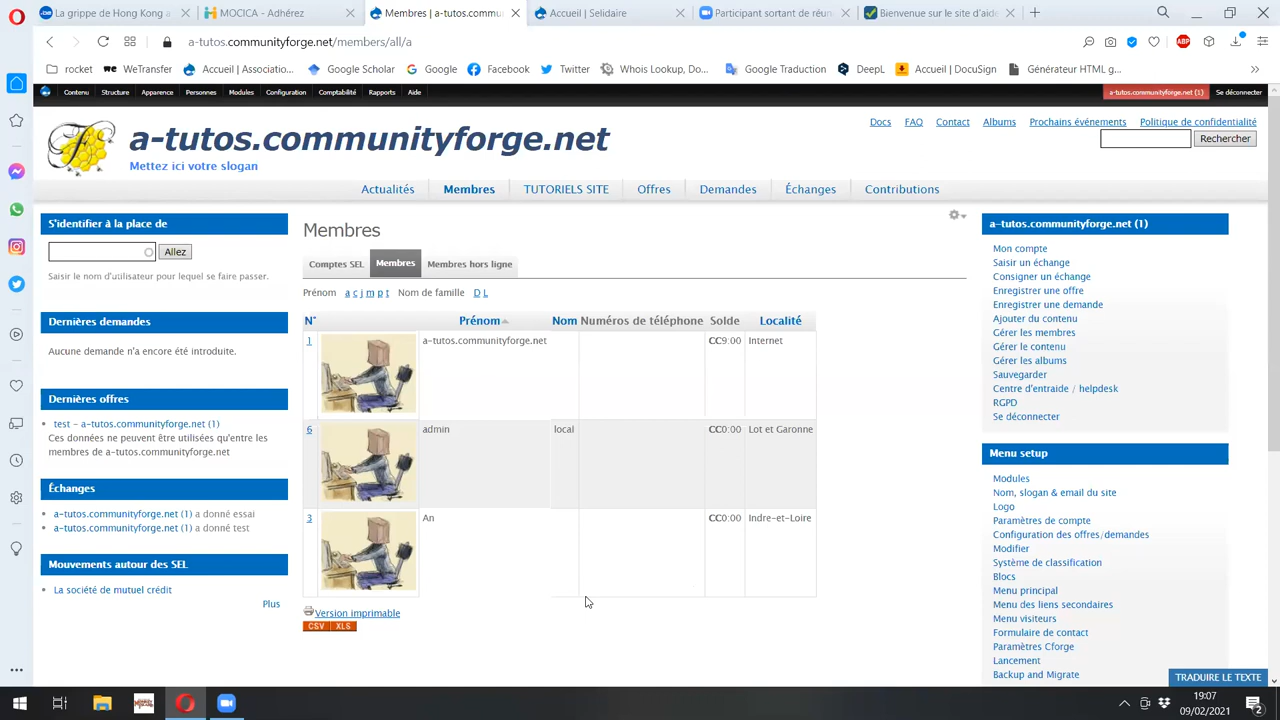 La grippe de Hong Kong a
MOCICA - Adhérez
Membres | a-tutos.commu
Accueil | Selidaire
Participant sortant de réun
Bienvenue sur le site d'aide
a-tutos.communityforge.net/members/all/a
rocket
WeTransfer
Accueil | Associatio...
Google Scholar
Google
Facebook
Twitter
Whois Lookup, Do...
Google Traduction
DeepL
Accueil | DocuSign
Générateur HTML g...
Contenu Structure Apparence Personnes Modules Configuration Comptabilité Rapports Aide
a-tutos.communityforge.net (1) Se déconnecter
a-tutos.communityforge.net
Mettez ici votre slogan
Docs FAQ Contact Albums Prochains événements Politique de confidentialité
Rechercher
Actualités Membres TUTORIELS SITE Offres Demandes Échanges Contributions
S'identifier à la place de
Allez
Saisir le nom d'utilisateur pour lequel se faire passer.
Dernières demandes
Aucune demande n'a encore été introduite.
Dernières offres
test - a-tutos.communityforge.net (1)
Ces données ne peuvent être utilisées qu'entre les
membres de a-tutos.communityforge.net
Échanges
a-tutos.communityforge.net (1) a donné essai
a-tutos.communityforge.net (1) a donné test
Mouvements autour des SEL
La société de mutuel crédit
Plus
Membres
Comptes SEL Membres Membres hors ligne
Prénom a c j m p t Nom de famille D L
N° Prénom Nom Numéros de téléphone Solde Localité
1 a-tutos.communityforge.net CC9:00 Internet
6 admin local CC0:00 Lot et Garonne
3 An CC0:00 Indre-et-Loire
Version imprimable
CSV XLS
a-tutos.communityforge.net (1)
Mon compte
Saisir un échange
Consigner un échange
Enregistrer une offre
Enregistrer une demande
Ajouter du contenu
Gérer les membres
Gérer le contenu
Gérer les albums
Sauvegarder
Centre d'entraide / helpdesk
RGPD
Se déconnecter
Menu setup
Modules
Nom, slogan & email du site
Logo
Paramètres de compte
Configuration des offres/demandes
Modifier
Système de classification
Blocs
Menu principal
Menu des liens secondaires
Menu visiteurs
Formulaire de contact
Paramètres Cforge
Lancement
Backup and Migrate
TRADUIRE LE TEXTE
ABP
19:07
09/02/2021
2